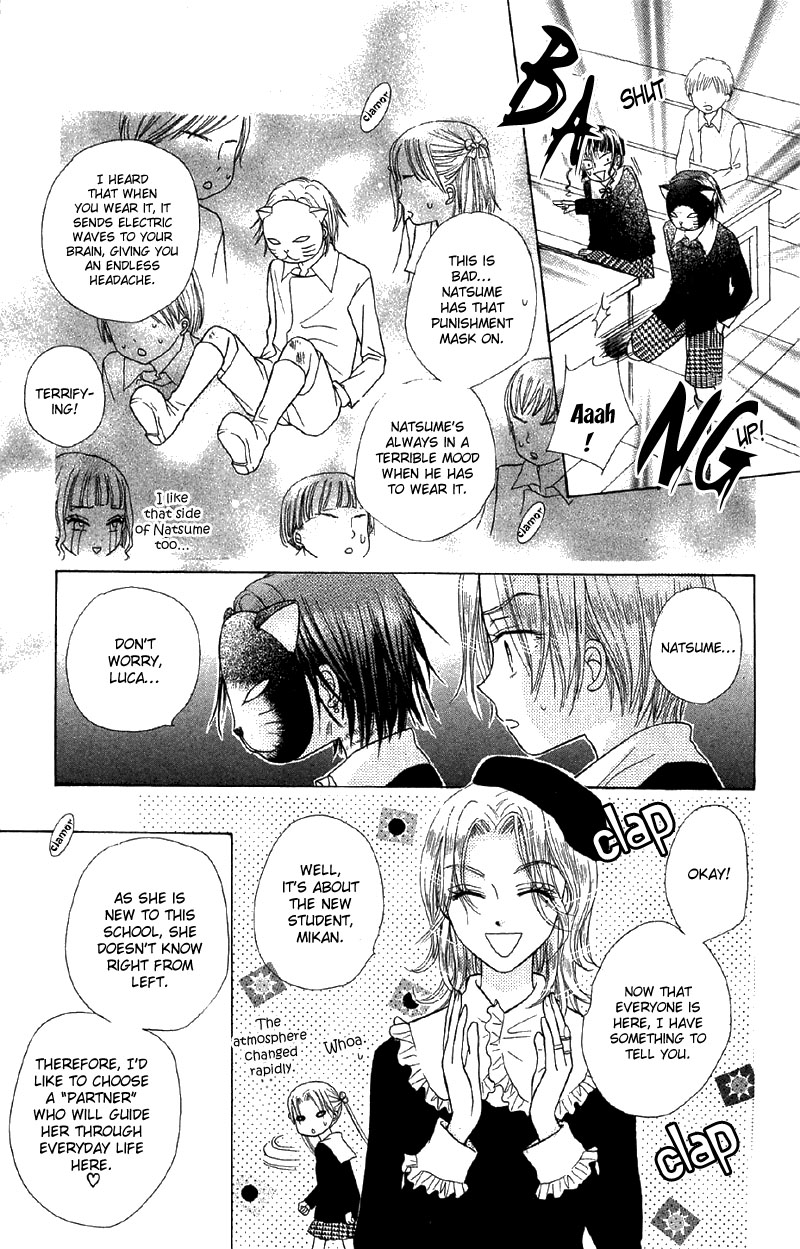 BA
SHUT
UP!
Aaah
!
NG
clamor
THIS IS
BAD...
NATSUME
HAS THAT
PUNISHMENT
MASK ON.
NATSUME'S
ALWAYS IN A
TERRIBLE MOOD
WHEN HE HAS
TO WEAR IT.
clamor
I HEARD
THAT WHEN
YOU WEAR IT, IT
SENDS ELECTRIC
WAVES TO YOUR
BRAIN, GIVING YOU
AN ENDLESS
HEADACHE.
TERRIFY-
ING!
I like
that side
of Natsume
too...
NATSUME...
DON'T
WORRY,
LUCA...
clap
OKAY!
NOW THAT
EVERYONE
IS HERE, I HAVE
SOMETHING TO
TELL YOU.
clap
WELL,
IT'S ABOUT
THE NEW
STUDENT,
MIKAN.
The
atmosphere
changed
rapidly.
Whoa.
clamor
AS SHE IS
NEW TO THIS
SCHOOL, SHE
DOESN'T KNOW
RIGHT FROM
LEFT.
THEREFORE, I'D
LIKE TO CHOOSE
A "PARTNER"
WHO WILL GUIDE
HER THROUGH
EVERYDAY LIFE
HERE.
♡